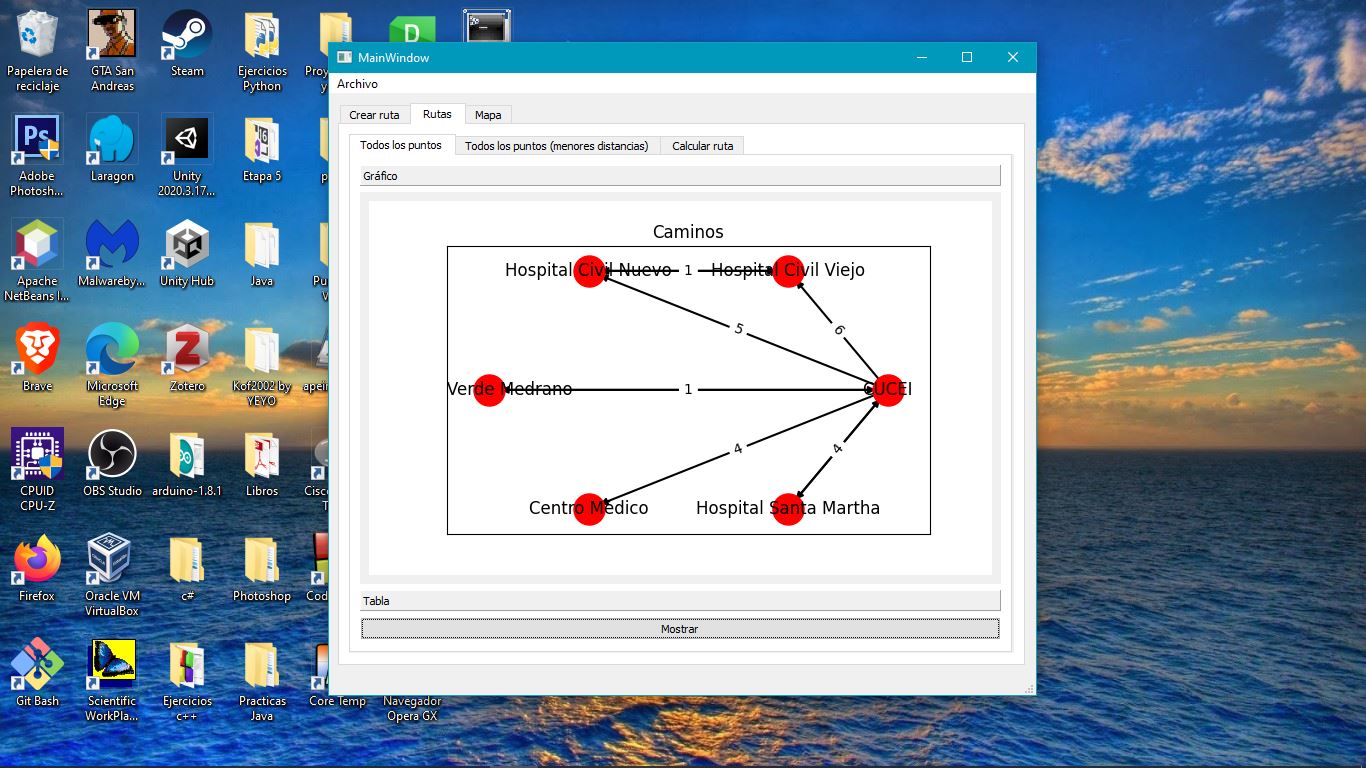 Papelera de
reciclaje
GTA San
Andreas
Steam
Ejercicios
Python
D
Adobe
Photosh...
Laragon
Unity
2020.3.17...
Etapa 5
Apache
NetBeans I...
Malwareby...
Unity Hub
Java
Brave
Microsoft
Edge
Zotero
Kof2002 by
YEYO
CPUID
CPU-Z
OBS Studio
arduino-1.8.1
Libros
Firefox
Oracle VM
VirtualBox
c#
Photoshop
Git Bash
Scientific
WorkPla...
Ejercicios
c++
Practicas
Java
Core Temp
Navegador
Opera GX
MainWindow
Archivo
Crear ruta
Rutas
Mapa
Todos los puntos
Todos los puntos (menores distancias)
Calcular ruta
Gráfico
Caminos
Hospital Civil Nuevo
1
Hospital Civil Viejo
5
6
Verde Medrano
1
CUCEI
4
4
Centro Medico
Hospital Santa Martha
Tabla
Mostrar